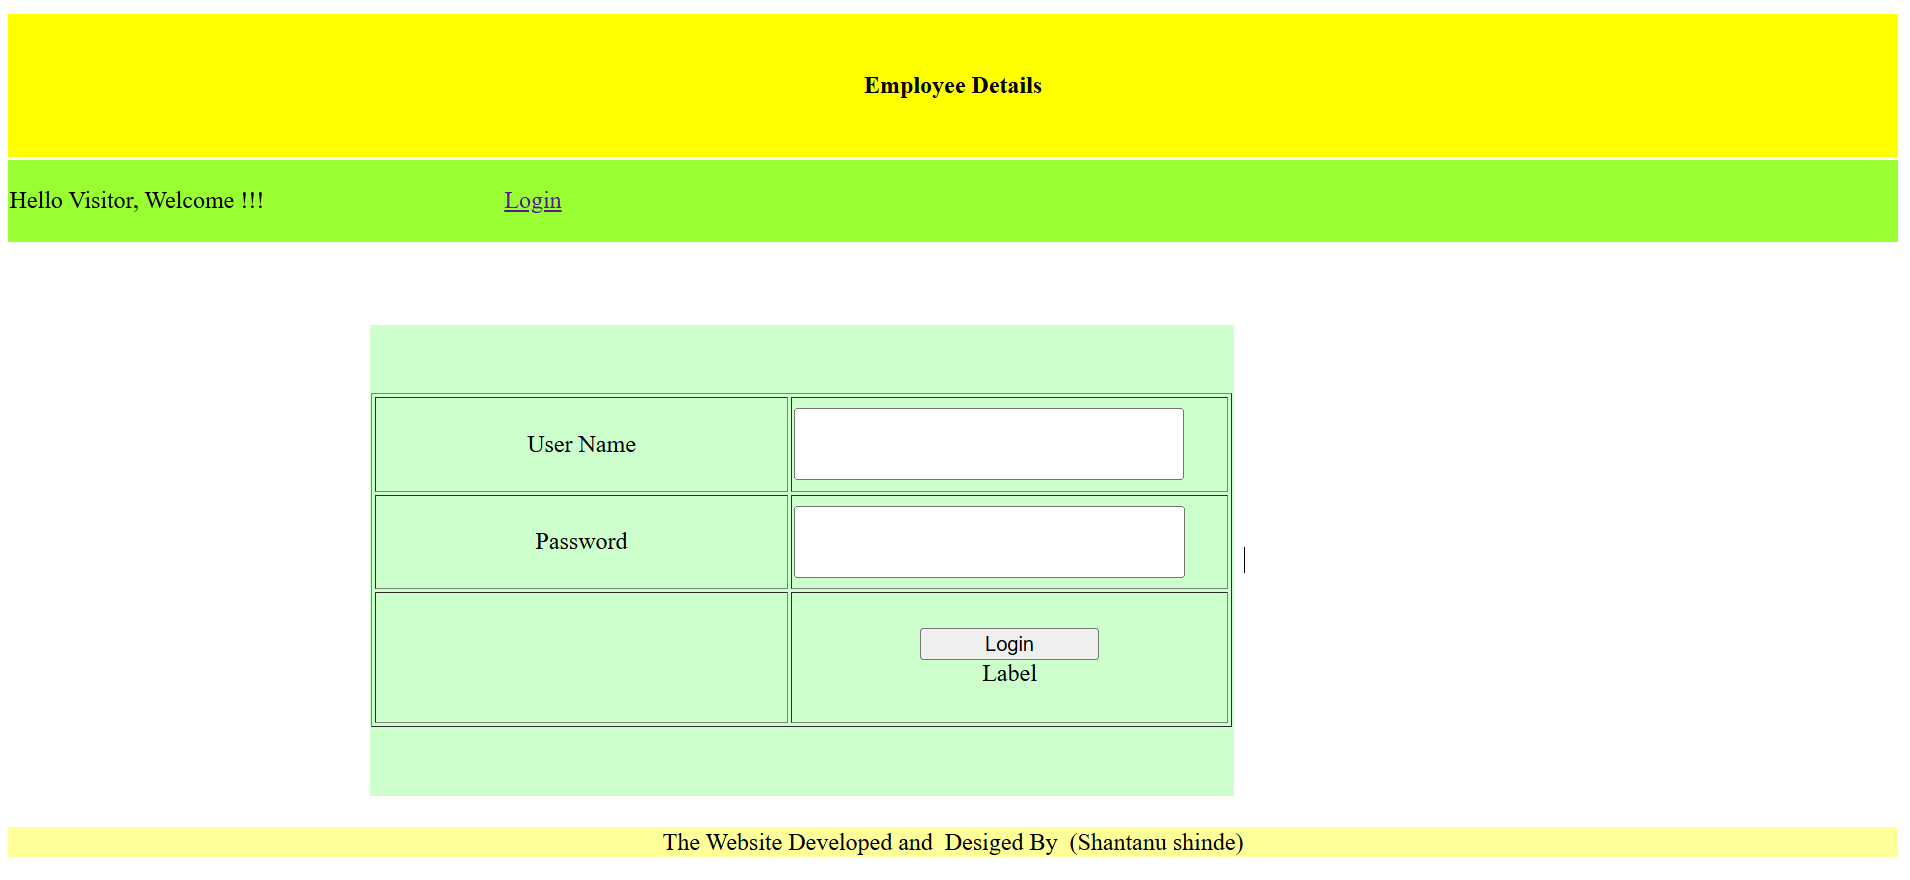 Employee Details
Hello Visitor, Welcome !!! Login
User Name
Password
Login
Label
The Website Developed and  Desiged By  (Shantanu shinde)